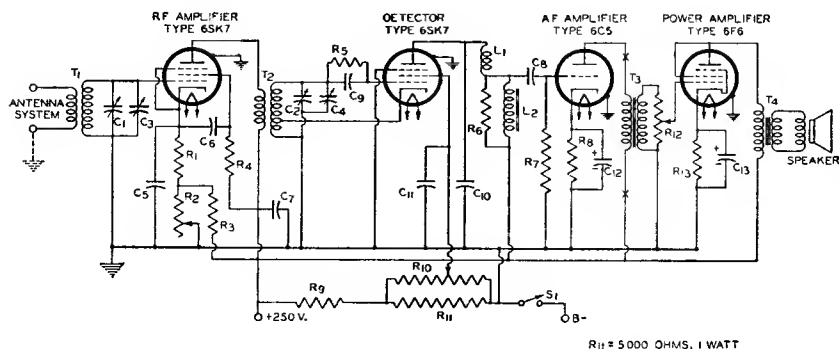 RF AMPLIFIER
TYPE 6SK7
DETECTOR
TYPE 6SK7
AF AMPLIFIER
TYPE 6C5
POWER AMPLIFIER
TYPE 6F6
T1
ANTENNA
SYSTEM
C1
C3
C6
R1
R4
C5
R2
R3
C7
T2
C2
C4
R5
C9
L1
C8
R6
L2
C11
C10
R7
R8
C12
+
T3
R12
R13
C13
+
T4
SPEAKER
R9
R10
R11
S1
+250 V.
B-
R11 = 5000 OHMS, 1 WATT